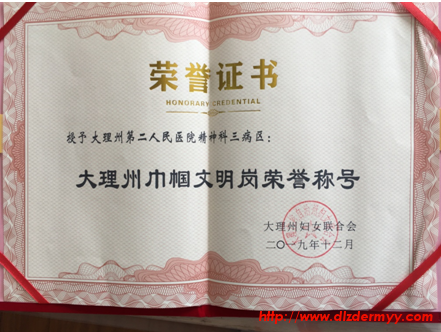 荣誉证书
HONORARY CREDENTIAL
授予大理州第二人民医院精神科三病区：
大理州巾帼文明岗荣誉称号
大理州妇女联合会
二〇一九年十二月
http://www.dlzdermyy.com